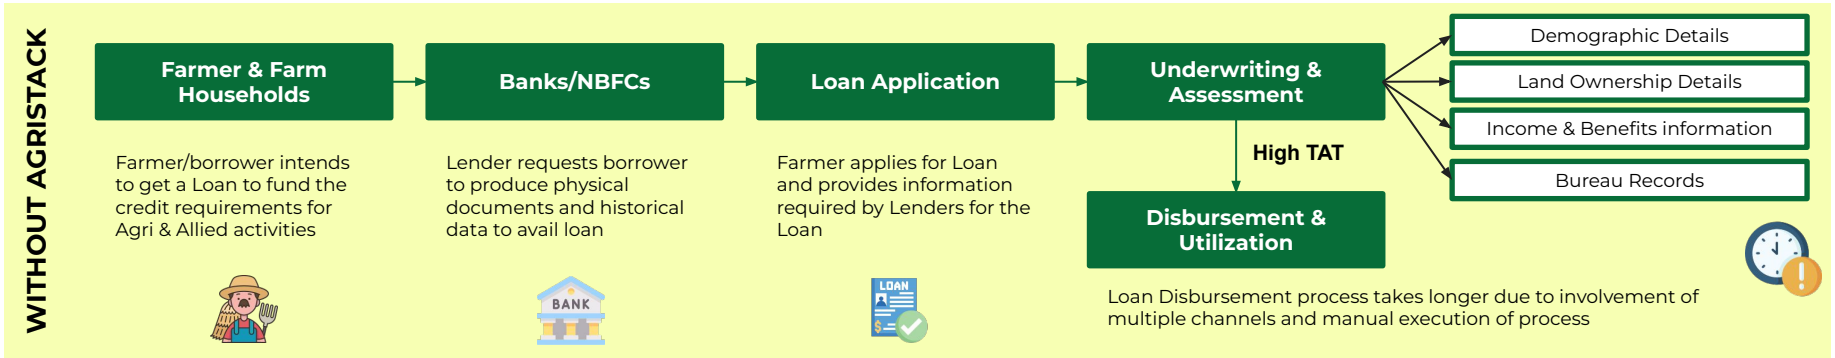 WITHOUT AGRISTACK
Farmer & Farm
Households
Banks/NBFCs
Loan Application
Underwriting &
Assessment
Demographic Details
Land Ownership Details
Income & Benefits information
Bureau Records
High TAT
Disbursement &
Utilization
Farmer/borrower intends
to get a Loan to fund the
credit requirements for
Agri & Allied activities
Lender requests borrower
to produce physical
documents and historical
data to avail loan
Farmer applies for Loan
and provides information
required by Lenders for the
Loan
Loan Disbursement process takes longer due to involvement of
multiple channels and manual execution of process
BANK
LOAN
$
!